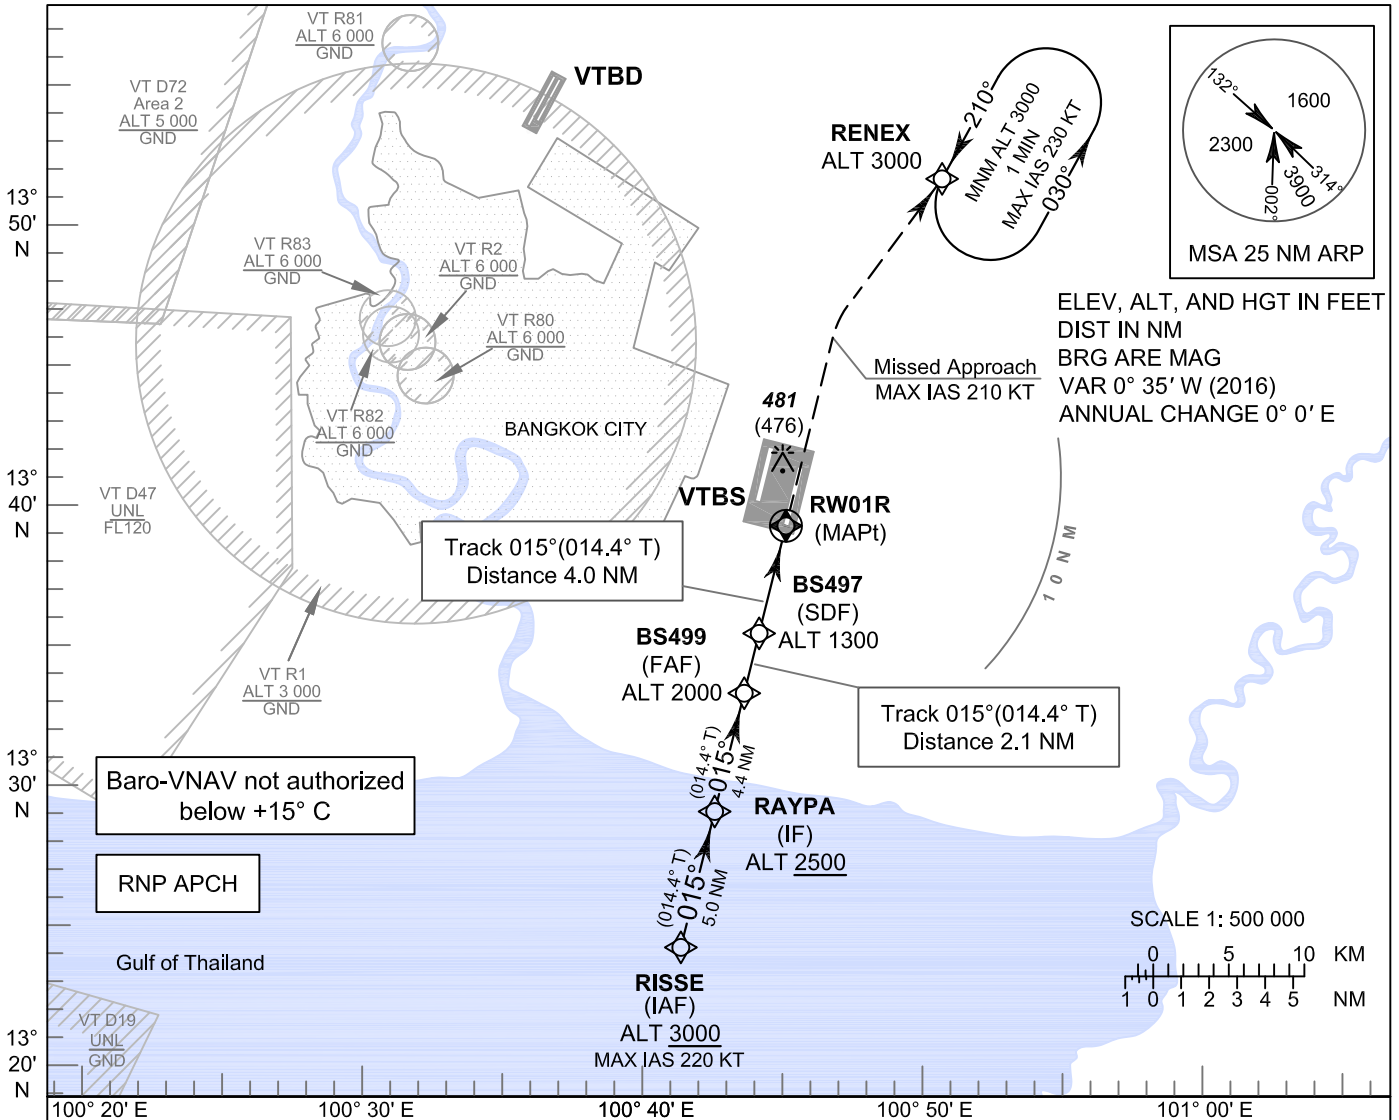 VT R81
ALT 6 000
GND
VT D72
Area 2
ALT 5 000
GND
VTBD
RENEX
ALT 3000
210°
MNM ALT 3000
1 MIN
MAX IAS 230 KT
030°
132°
1600
2300
314°
3900
002°
MSA 25 NM ARP
ELEV, ALT, AND HGT IN FEET
DIST IN NM
BRG ARE MAG
VAR 0° 35' W (2016)
ANNUAL CHANGE 0° 0' E
13°
50'
N
VT R83
ALT 6 000
GND
VT R2
ALT 6 000
GND
VT R80
ALT 6 000
GND
VT R82
ALT 6 000
GND
BANGKOK CITY
Missed Approach
MAX IAS 210 KT
481
(476)
13°
40'
N
VT D47
UNL
FL120
VTBS
RW01R
(MAPt)
10 NM
Track 015°(014.4° T)
Distance 4.0 NM
BS497
(SDF)
ALT 1300
BS499
(FAF)
ALT 2000
VT R1
ALT 3 000
GND
Track 015°(014.4° T)
Distance 2.1 NM
13°
30'
N
Baro-VNAV not authorized
below +15° C
(014.4° T)
015°
4.4 NM
RAYPA
(IF)
ALT 2500
RNP APCH
(014.4° T)
015°
5.0 NM
Gulf of Thailand
RISSE
(IAF)
ALT 3000
MAX IAS 220 KT
SCALE 1: 500 000
0 5 10 KM
1 0 1 2 3 4 5 NM
VT D19
UNL
GND
13°
20'
N
100° 20' E 100° 30' E 100° 40' E 100° 50' E 101° 00' E